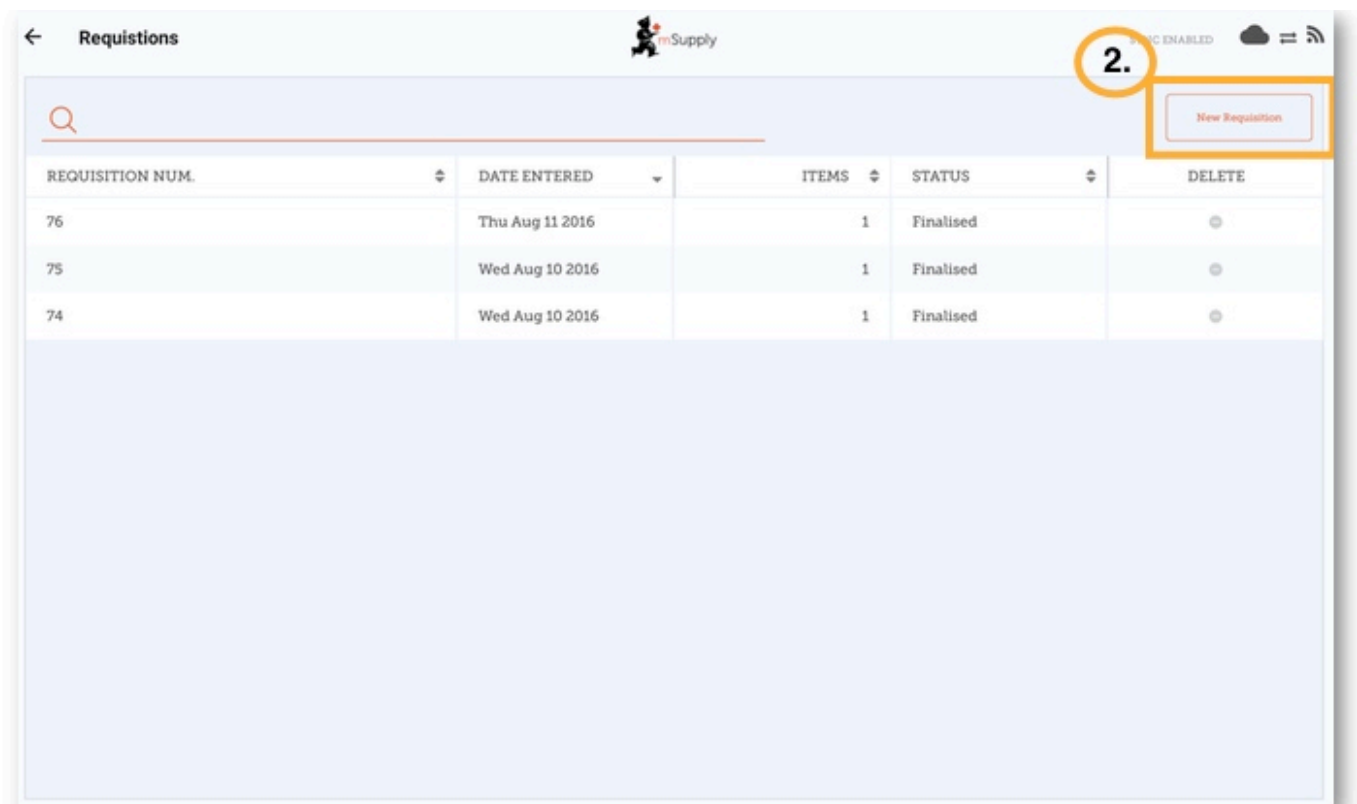 Requistions
mSupply
SYNC ENABLED
2.
New Requisition
REQUISITION NUM. DATE ENTERED ITEMS STATUS DELETE
76 Thu Aug 11 2016 1 Finalised
75 Wed Aug 10 2016 1 Finalised
74 Wed Aug 10 2016 1 Finalised